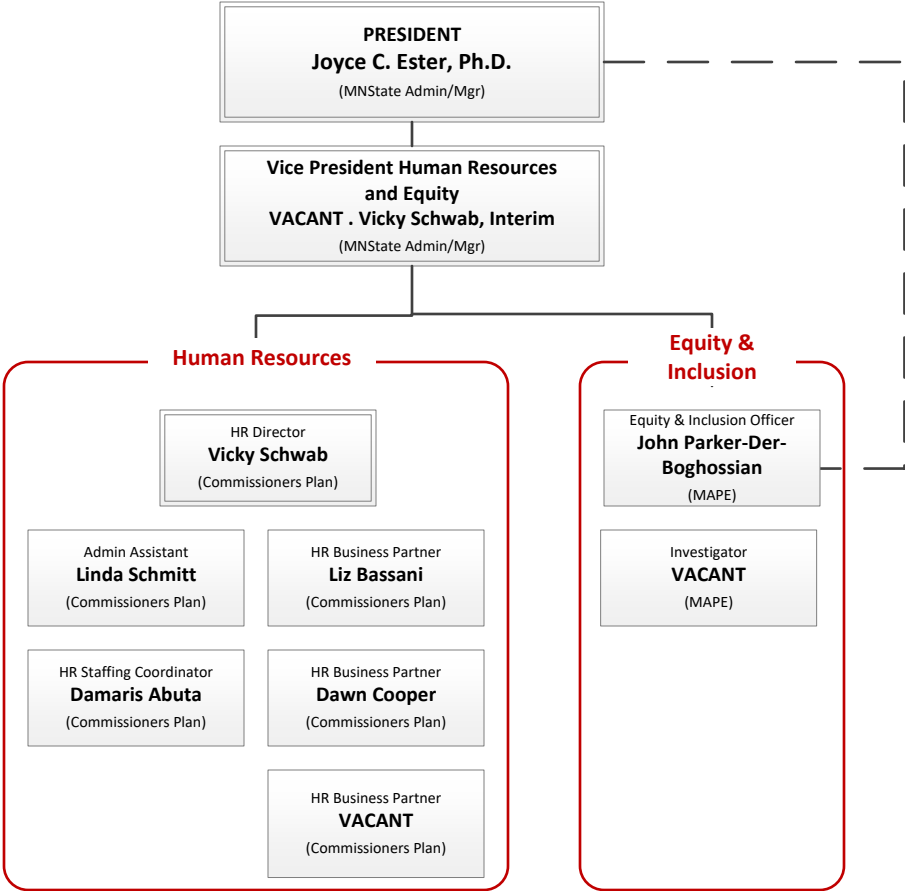 PRESIDENT
Joyce C. Ester, Ph.D.
(MNState Admin/Mgr)
Vice President Human Resources
and Equity
VACANT . Vicky Schwab, Interim
(MNState Admin/Mgr)
Human Resources
HR Director
Vicky Schwab
(Commissioners Plan)
Admin Assistant
Linda Schmitt
(Commissioners Plan)
HR Business Partner
Liz Bassani
(Commissioners Plan)
HR Staffing Coordinator
Damaris Abuta
(Commissioners Plan)
HR Business Partner
Dawn Cooper
(Commissioners Plan)
HR Business Partner
VACANT
(Commissioners Plan)
Equity &
Inclusion
Equity & Inclusion Officer
John Parker-Der-
Boghossian
(MAPE)
Investigator
VACANT
(MAPE)